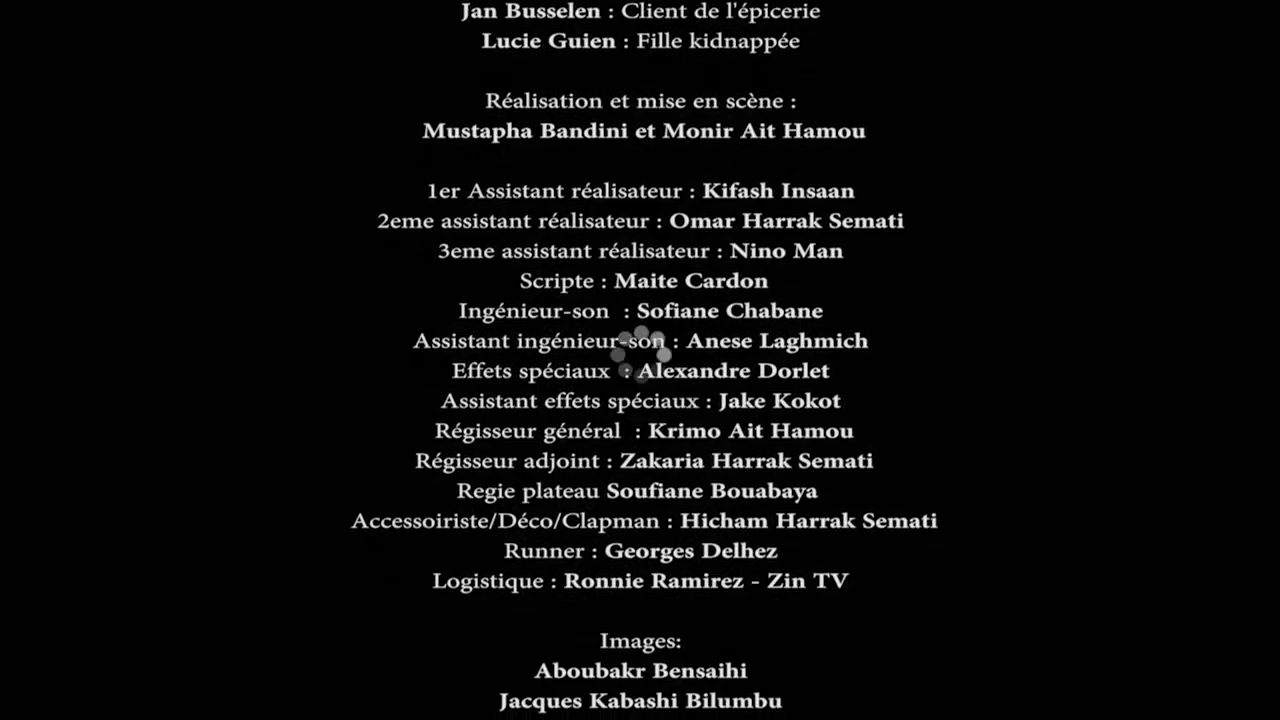 Jan Busselen : Client de l'épicerie
Lucie Guien : Fille kidnappée
Réalisation et mise en scène :
Mustapha Bandini et Monir Ait Hamou
1er Assistant réalisateur : Kifash Insaan
2eme assistant réalisateur : Omar Harrak Semati
3eme assistant réalisateur : Nino Man
Scripte : Maite Cardon
Ingénieur-son : Sofiane Chabane
Assistant ingénieur-son : Anese Laghmich
Effets spéciaux : Alexandre Dorlet
Assistant effets spéciaux : Jake Kokot
Régisseur général : Krimo Ait Hamou
Régisseur adjoint : Zakaria Harrak Semati
Regie plateau Soufiane Bouabaya
Accessoiriste/Déco/Clapman : Hicham Harrak Semati
Runner : Georges Delhez
Logistique : Ronnie Ramirez - Zin TV
Images:
Aboubakr Bensaihi
Jacques Kabashi Bilumbu